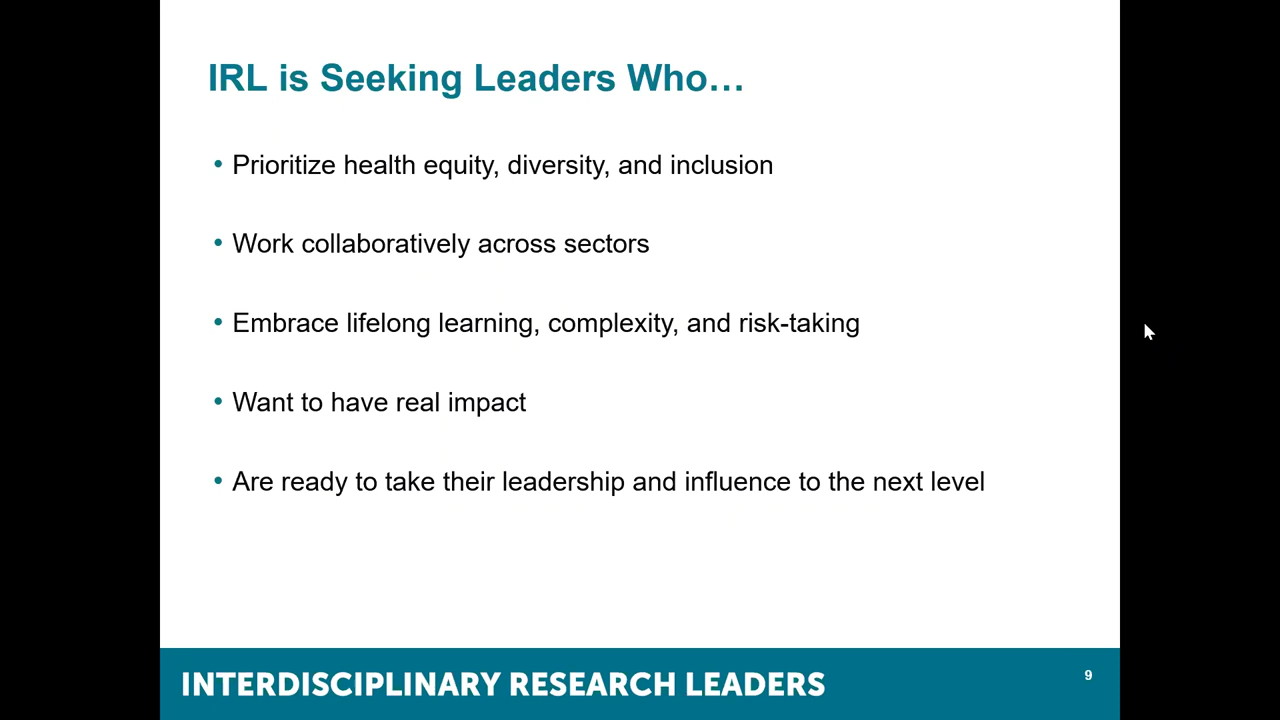 IRL is Seeking Leaders Who…
• Prioritize health equity, diversity, and inclusion
• Work collaboratively across sectors
• Embrace lifelong learning, complexity, and risk-taking
• Want to have real impact
• Are ready to take their leadership and influence to the next level
INTERDISCIPLINARY RESEARCH LEADERS
9